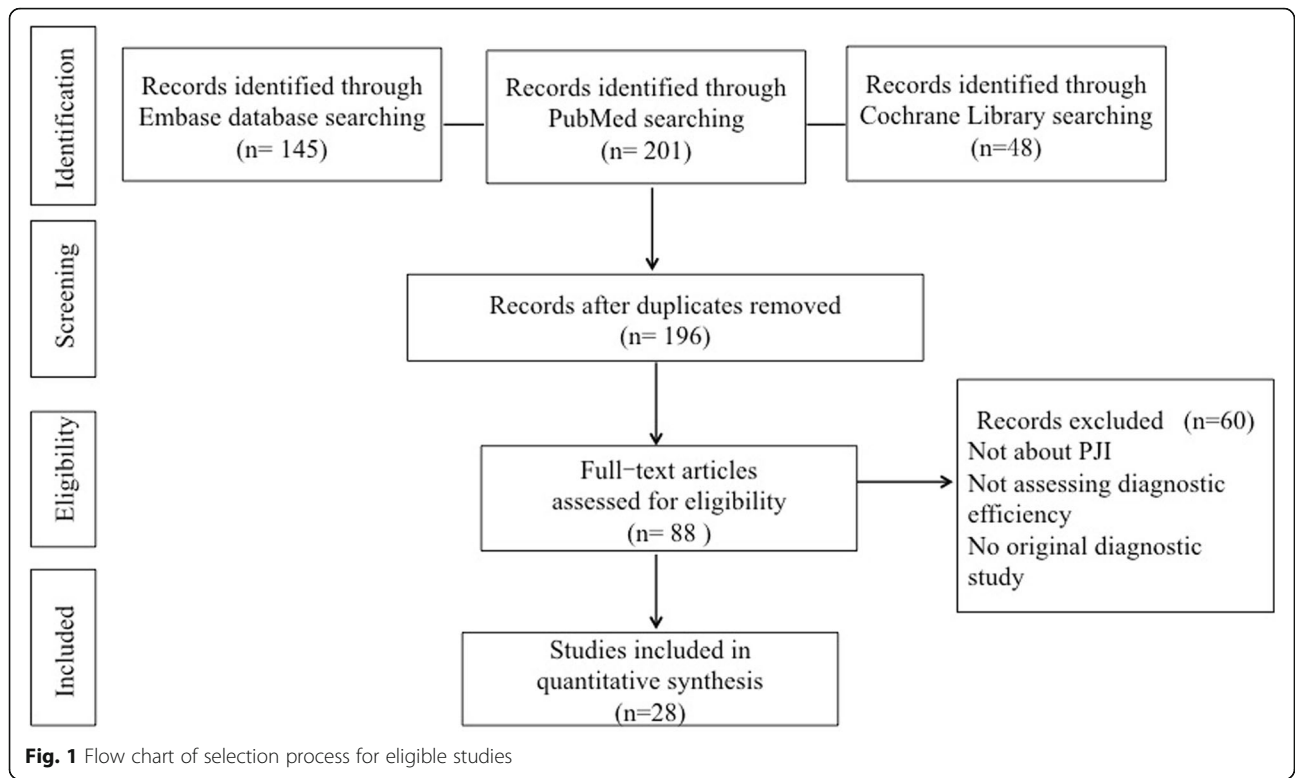 Identification
Records identified through
Embase database searching
(n= 145)
Records identified through
PubMed searching
(n= 201)
Records identified through
Cochrane Library searching
(n=48)
Screening
Records after duplicates removed
(n= 196)
Eligibility
Full-text articles
assessed for eligibility
(n= 88 )
Records excluded (n=60)
Not about PJI
Not assessing diagnostic
efficiency
No original diagnostic
study
Included
Studies included in
quantitative synthesis
(n=28)
Fig. 1 Flow chart of selection process for eligible studies